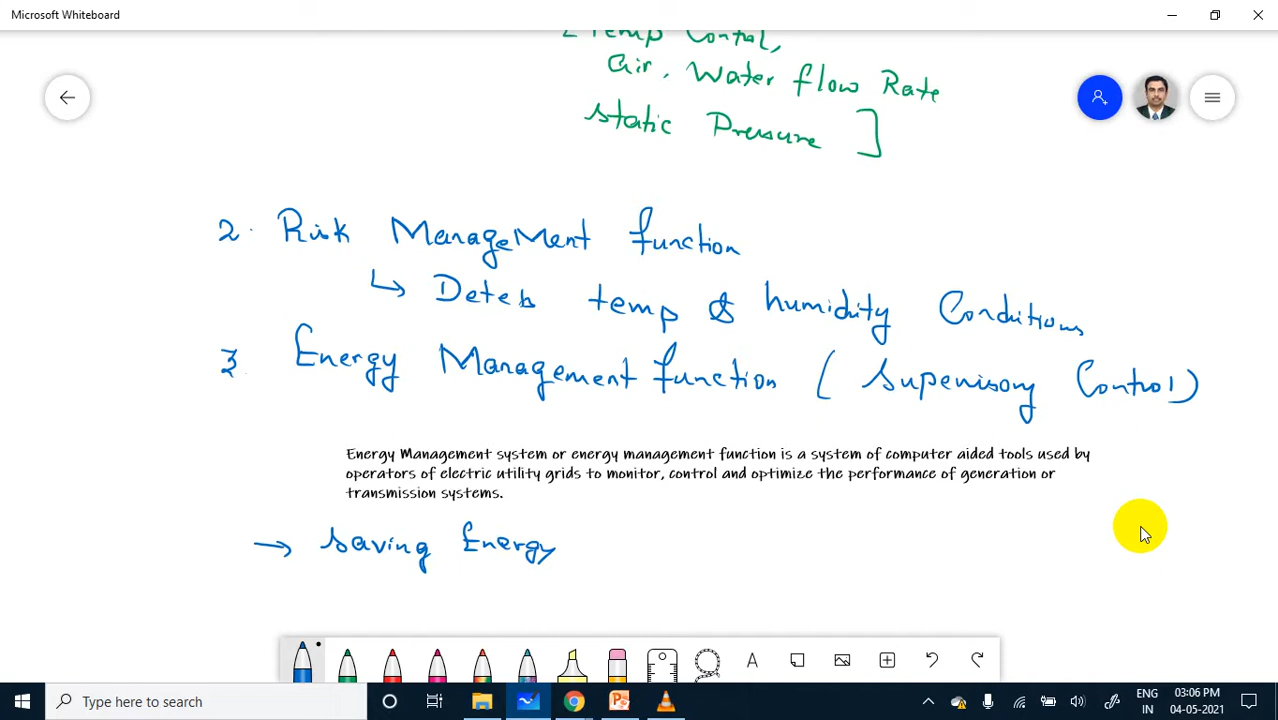 Microsoft Whiteboard
Temp Control,
air, Water flow Rate
static Pressure ]
2. Risk Management function
↳ Detects temp & humidity Conditions
3. Energy Management function ( Supervisory Control)
Energy Management system or energy management function is a system of computer aided tools used by
operators of electric utility grids to monitor, control and optimize the performance of generation or
transmission systems.
→ Saving Energy
Type here to search
ENG
IN
03:06 PM
04-05-2021